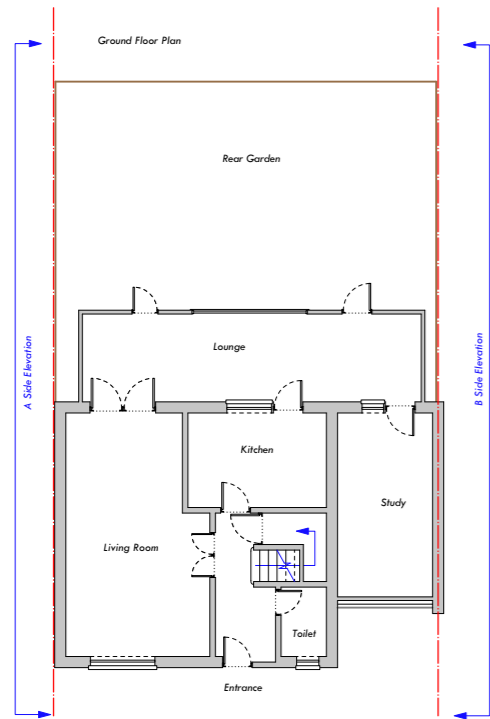 Ground Floor Plan
Rear Garden
Lounge
A Side Elevation
B Side Elevation
Kitchen
Study
Living Room
Toilet
Entrance